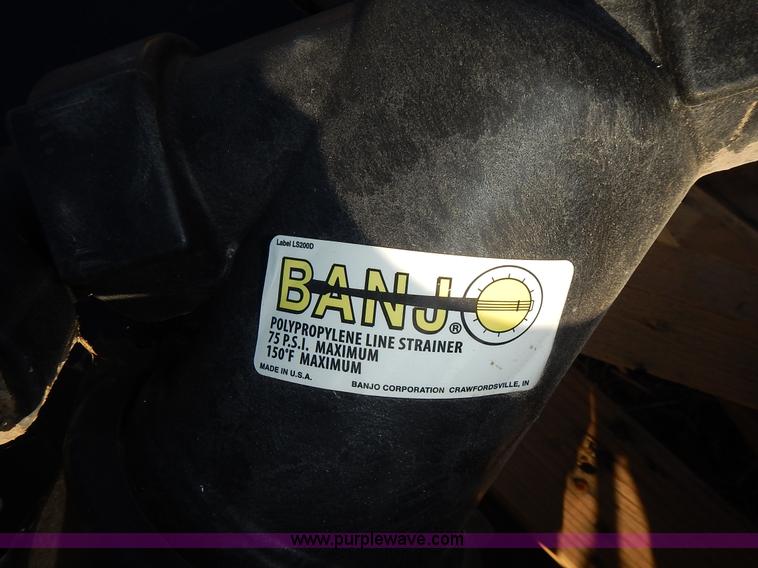 Label LS200D
BANJO®
POLYPROPYLENE LINE STRAINER
75 P.S.I. MAXIMUM
150°F MAXIMUM
MADE IN U.S.A.
BANJO CORPORATION CRAWFORDSVILLE, IN
www.purplewave.com